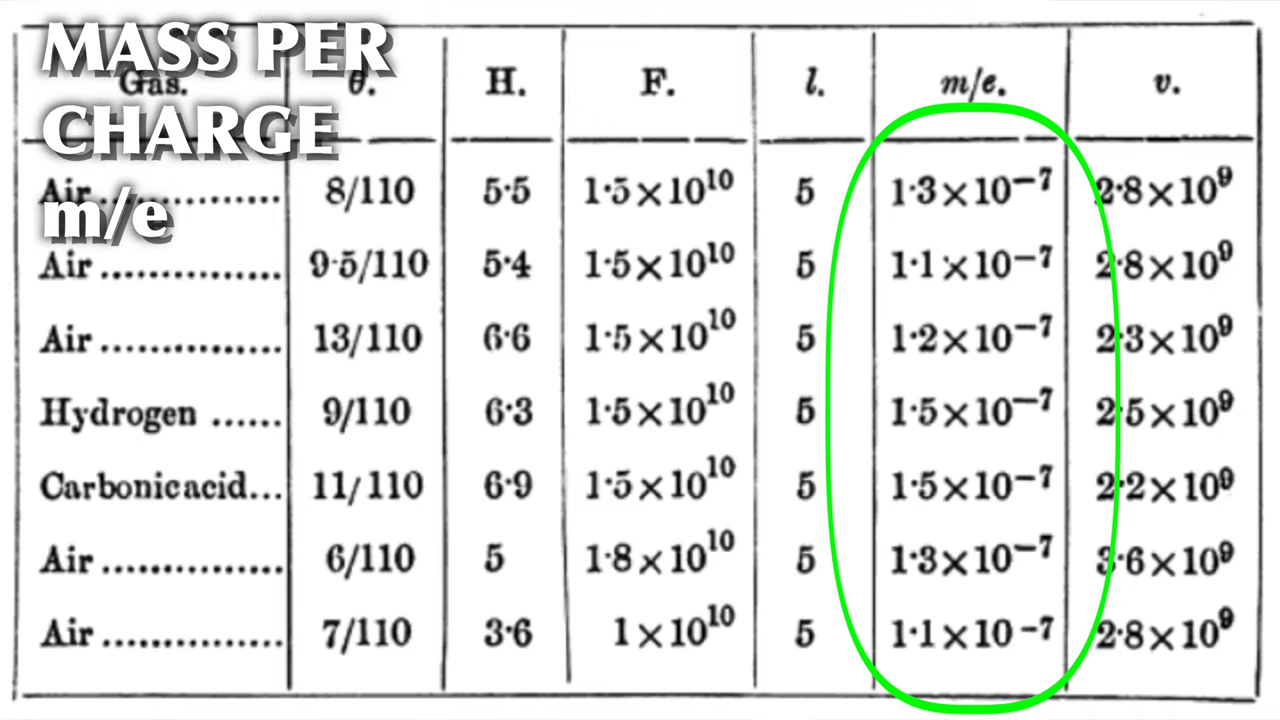 MASS PER
CHARGE
m/e
Gas. θ. H. F. l. m/e. v.
Air .............. 8/110 5·5 1·5×10¹⁰ 5 1·3×10⁻⁷ 2·8×10⁹
Air ............... 9·5/110 5·4 1·5×10¹⁰ 5 1·1×10⁻⁷ 2·8×10⁹
Air ............... 13/110 6·6 1·5×10¹⁰ 5 1·2×10⁻⁷ 2·3×10⁹
Hydrogen ...... 9/110 6·3 1·5×10¹⁰ 5 1·5×10⁻⁷ 2·5×10⁹
Carbonic acid... 11/110 6·9 1·5×10¹⁰ 5 1·5×10⁻⁷ 2·2×10⁹
Air ............... 6/110 5 1·8×10¹⁰ 5 1·3×10⁻⁷ 3·6×10⁹
Air ............... 7/110 3·6 1×10¹⁰ 5 1·1×10⁻⁷ 2·8×10⁹